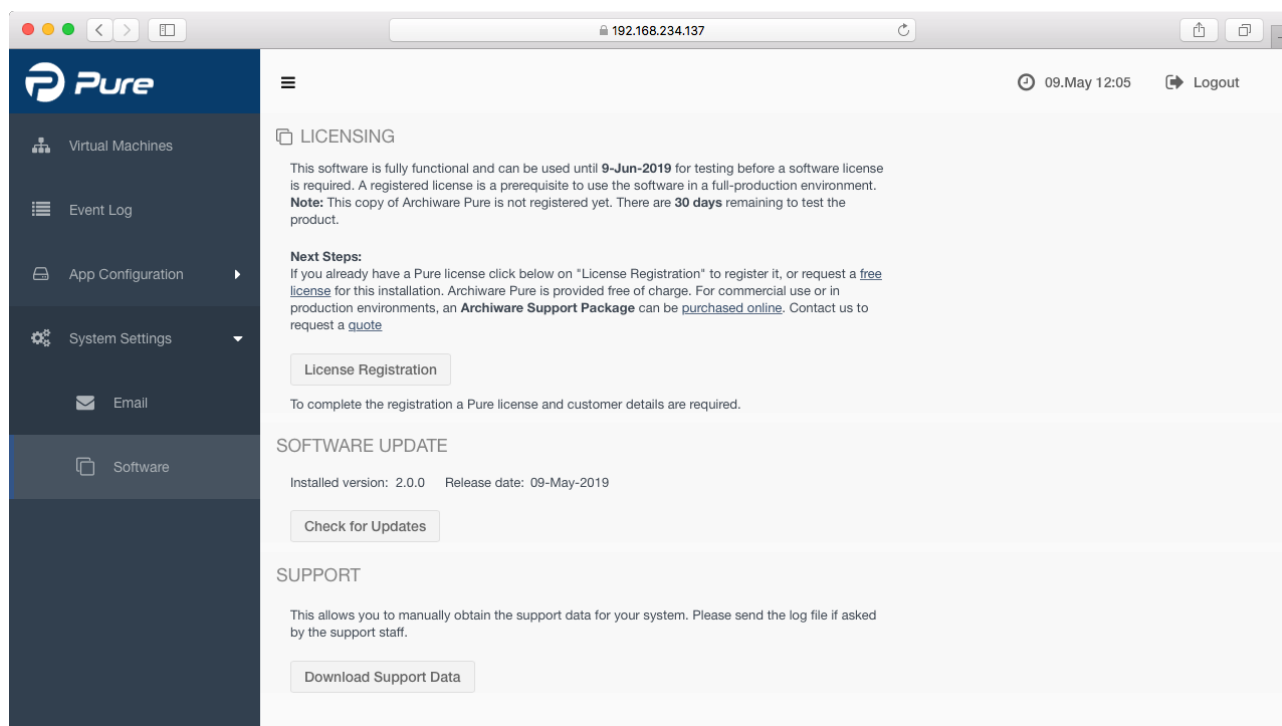 192.168.234.137
Pure
09.May 12:05
Logout
Virtual Machines
Event Log
App Configuration
System Settings
Email
Software
LICENSING
This software is fully functional and can be used until 9-Jun-2019 for testing before a software license
is required. A registered license is a prerequisite to use the software in a full-production environment.
Note: This copy of Archiware Pure is not registered yet. There are 30 days remaining to test the
product.
Next Steps:
If you already have a Pure license click below on "License Registration" to register it, or request a free
license for this installation. Archiware Pure is provided free of charge. For commercial use or in
production environments, an Archiware Support Package can be purchased online. Contact us to
request a quote
License Registration
To complete the registration a Pure license and customer details are required.
SOFTWARE UPDATE
Installed version: 2.0.0 Release date: 09-May-2019
Check for Updates
SUPPORT
This allows you to manually obtain the support data for your system. Please send the log file if asked
by the support staff.
Download Support Data